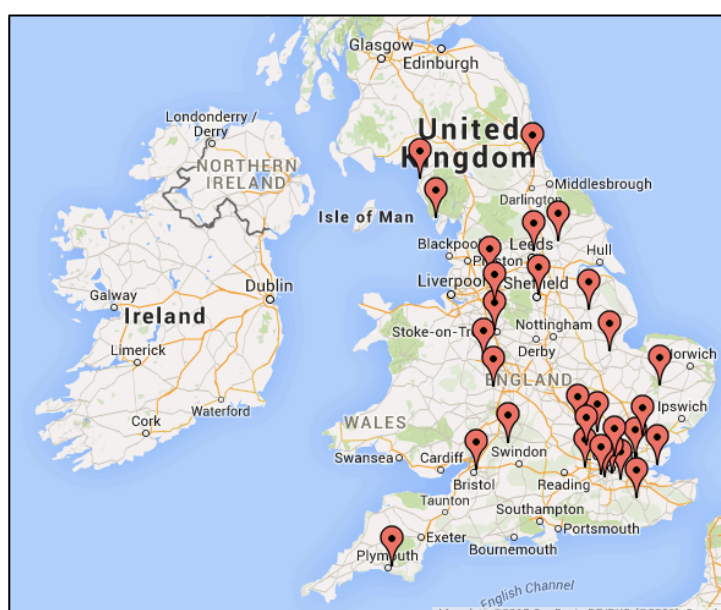 Glasgow
Edinburgh
Londonderry /
Derry
United
Kingdom
NORTHERN
IRELAND
Middlesbrough
Darlington
Isle of Man
Blackpool
Preston
Leeds
Hull
Liverpool
Sheffield
Galway
Dublin
Ireland
Stoke-on-Tr
Nottingham
Derby
Norwich
Limerick
ENGLAND
Waterford
Cork
WALES
Ipswich
Swansea
Cardiff
Swindon
Bristol
Reading
Taunton
Southampton
Portsmouth
Exeter
Bournemouth
Plymouth
English Channel